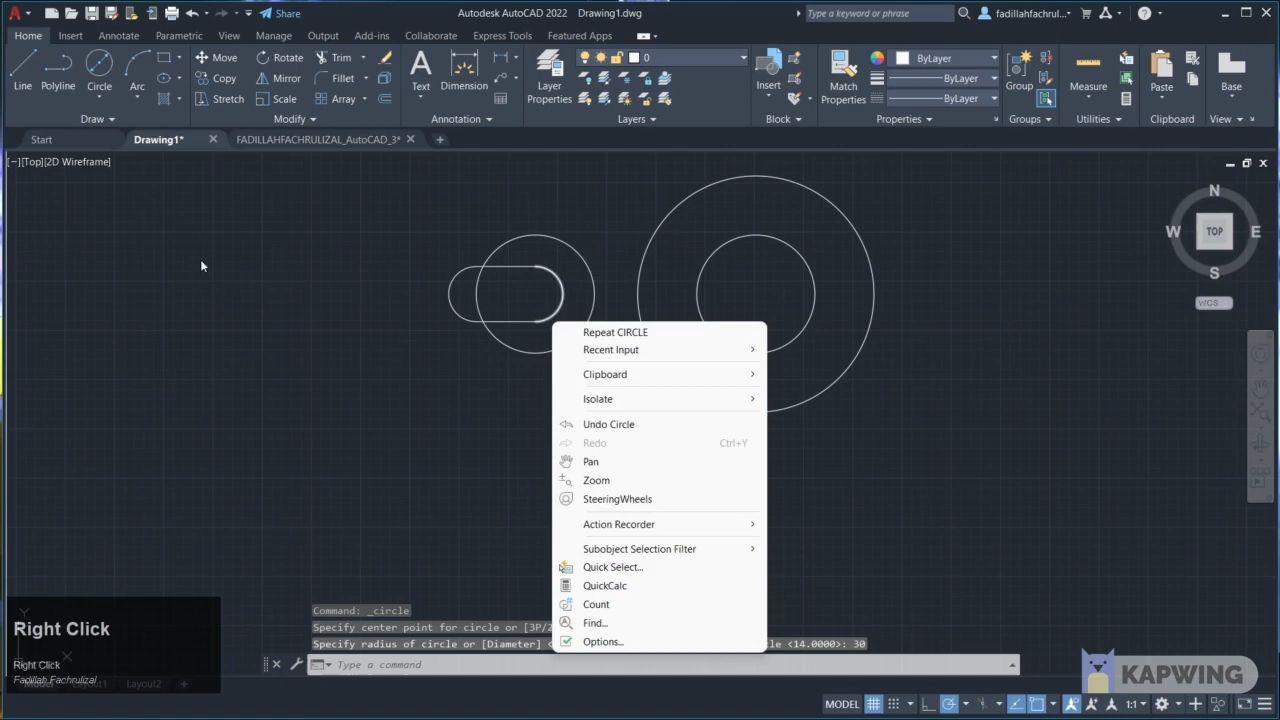 Share
Autodesk AutoCAD 2022 Drawing1.dwg
Type a keyword or phrase
fadillahfachrul...
Home Insert Annotate Parametric View Manage Output Add-ins Collaborate Express Tools Featured Apps
Move Rotate Trim
Copy Mirror Fillet
Stretch Scale Array
Line Polyline Circle Arc
Text Dimension
Layer Properties
0
Insert
Match Properties
ByLayer
ByLayer
ByLayer
Group
Measure
Paste
Base
Draw Modify Annotation Layers Block Properties Groups Utilities Clipboard View
Start Drawing1* FADILLAHFACHRULIZAL_AutoCAD_3*
[−][Top][2D Wireframe]
N
W TOP E
S
WCS
Repeat CIRCLE
Recent Input
Clipboard
Isolate
Undo Circle
Redo Ctrl+Y
Pan
Zoom
SteeringWheels
Action Recorder
Subobject Selection Filter
Quick Select...
QuickCalc
Count
Find...
Options...
Command: _circle
Specify center point for circle or [3P/2
Specify radius of circle or [Diameter] <
le <14.0000>: 30
Type a command
Y
X
Right Click
Right Click
Fadillah Fachrulizal
Model Layout1 Layout2
KAPWING
MODEL 1:1